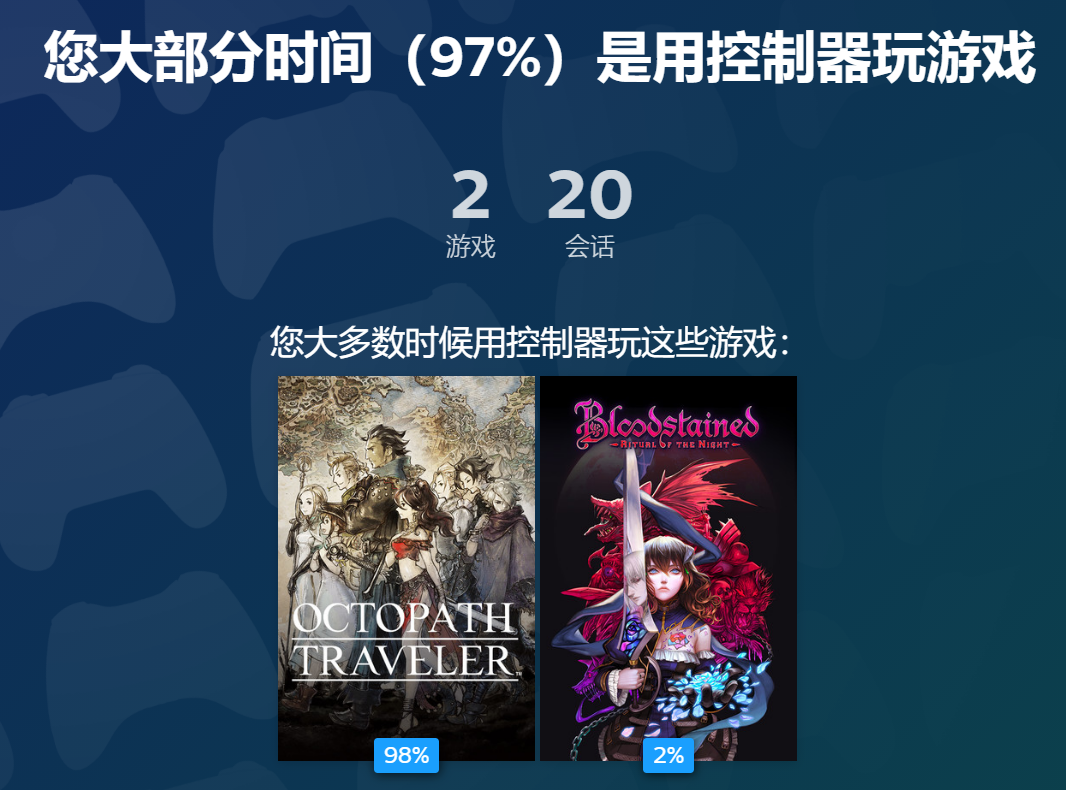 您大部分时间（97%）是用控制器玩游戏
2 20
游戏 会话
您大多数时候用控制器玩这些游戏：
OCTOPATH
TRAVELER™
Bloodstained
RITUAL OF THE NIGHT
98% 2%